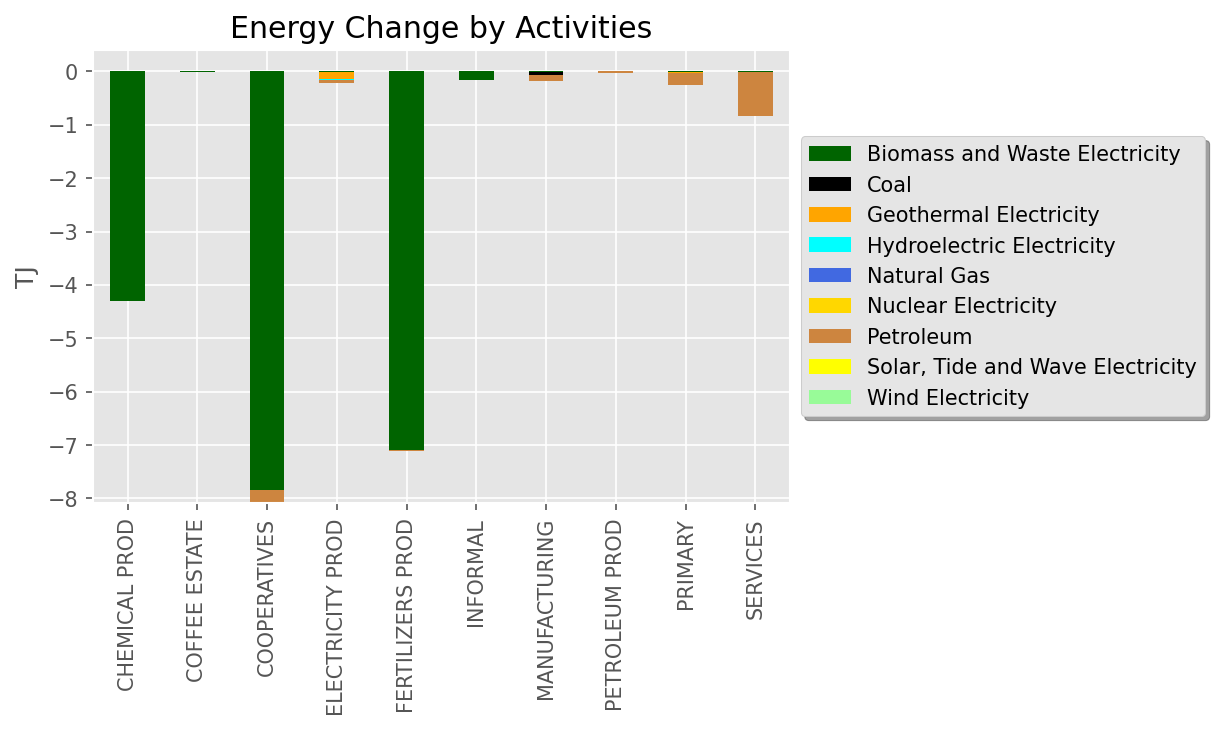 Energy Change by Activities
TJ
0
−1
−2
−3
−4
−5
−6
−7
−8
CHEMICAL PROD
COFFEE ESTATE
COOPERATIVES
ELECTRICITY PROD
FERTILIZERS PROD
INFORMAL
MANUFACTURING
PETROLEUM PROD
PRIMARY
SERVICES
Biomass and Waste Electricity
Coal
Geothermal Electricity
Hydroelectric Electricity
Natural Gas
Nuclear Electricity
Petroleum
Solar, Tide and Wave Electricity
Wind Electricity